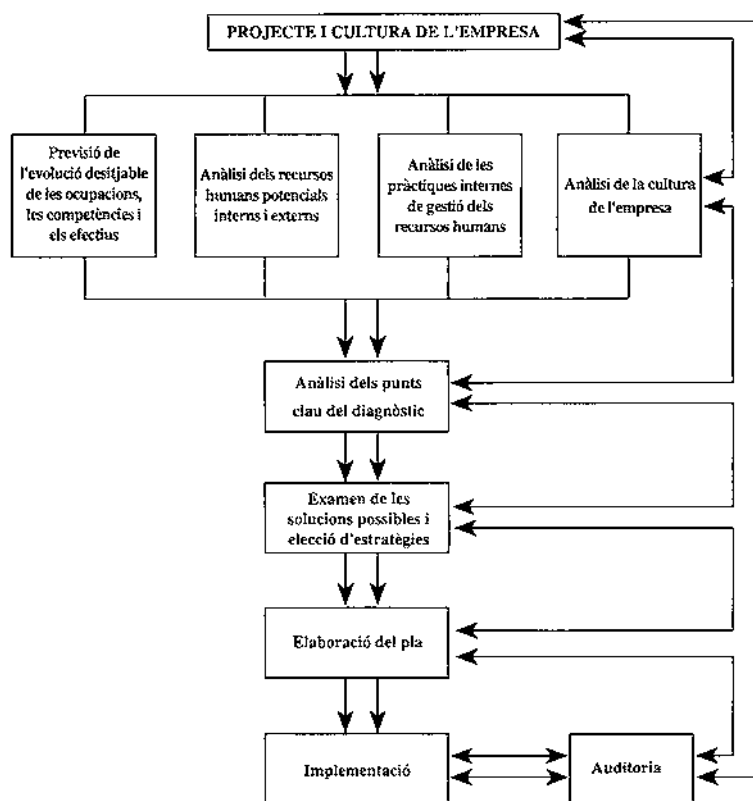 PROJECTE I CULTURA DE L'EMPRESA
Previsió de
l'evolució desitjable
de les ocupacions,
les competències i
els efectius
Anàlisi dels recursos
humans potencials
interns i externs
Anàlisi de les
pràctiques internes
de gestió dels
recursos humans
Anàlisi de la cultura
de l'empresa
Anàlisi dels punts
clau del diagnòstic
Examen de les
solucions possibles i
elecció d'estratègies
Elaboració del pla
Implementació
Auditoria